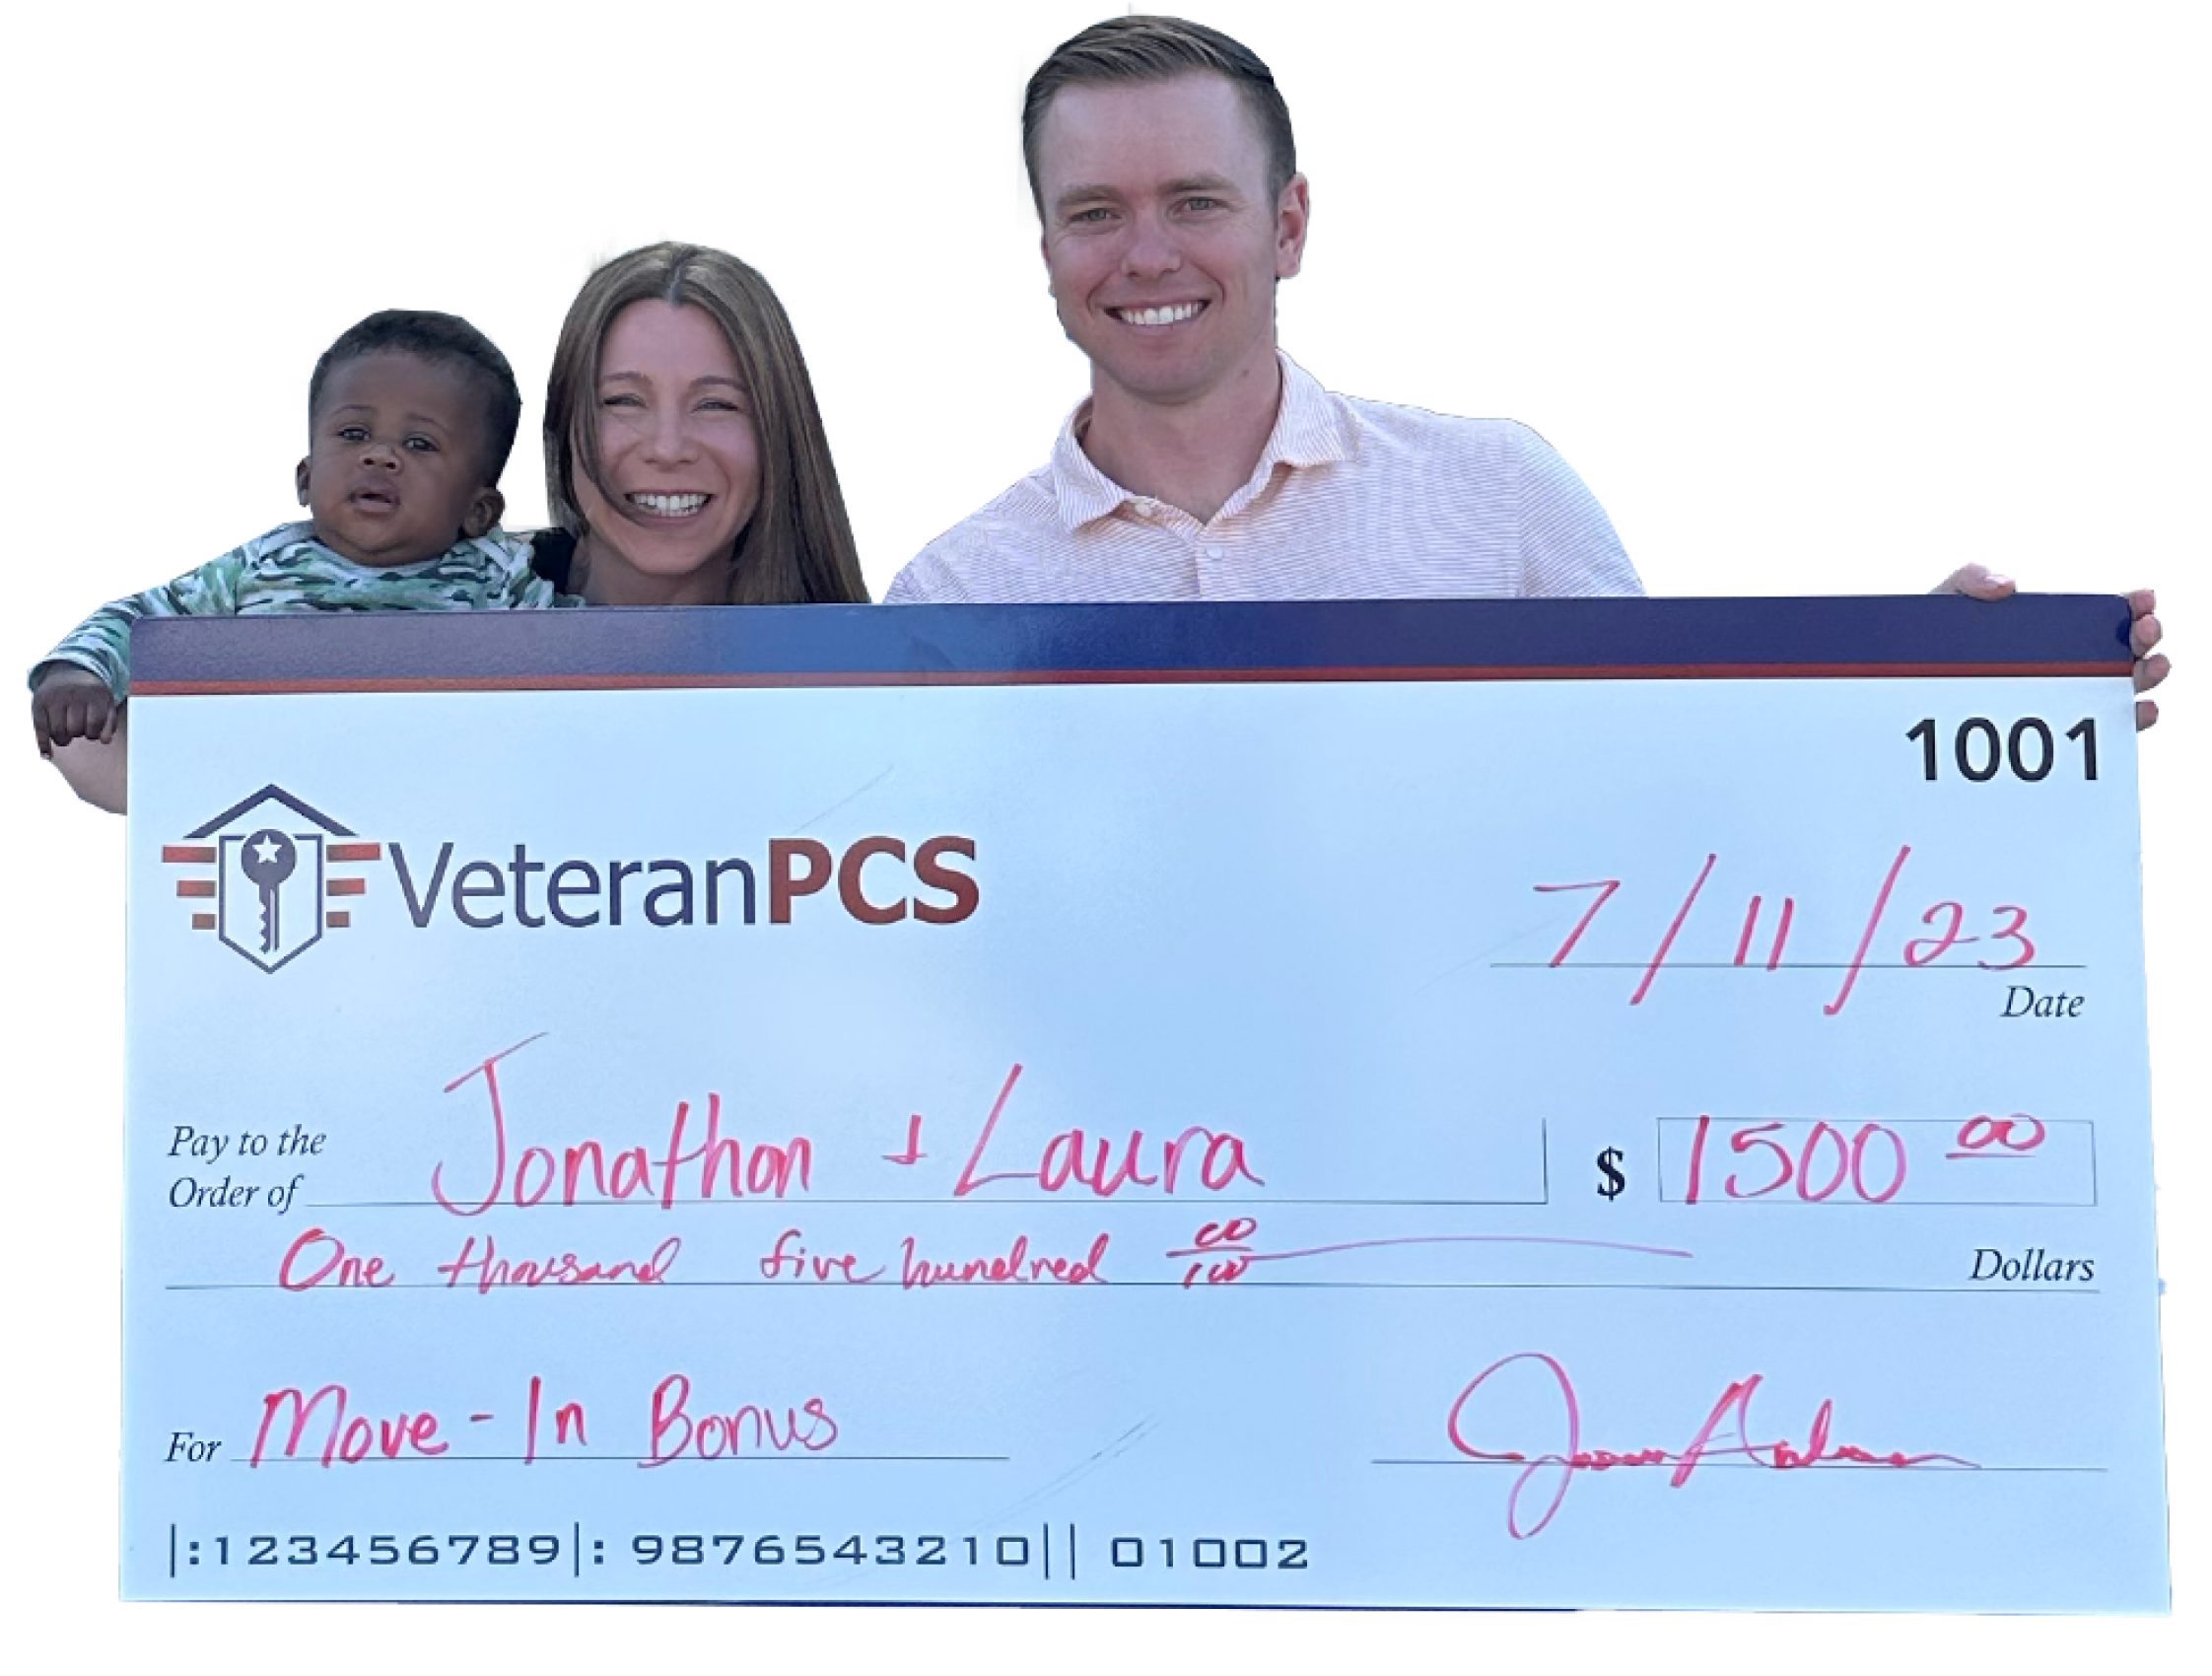 1001
VeteranPCS
7/11/23
Date
Pay to the
Order of Jonathon + Laura $ 1500 00
One thousand five hundred 00/100 Dollars
For Move-In Bonus
|:123456789|: 9876543210|| 01002